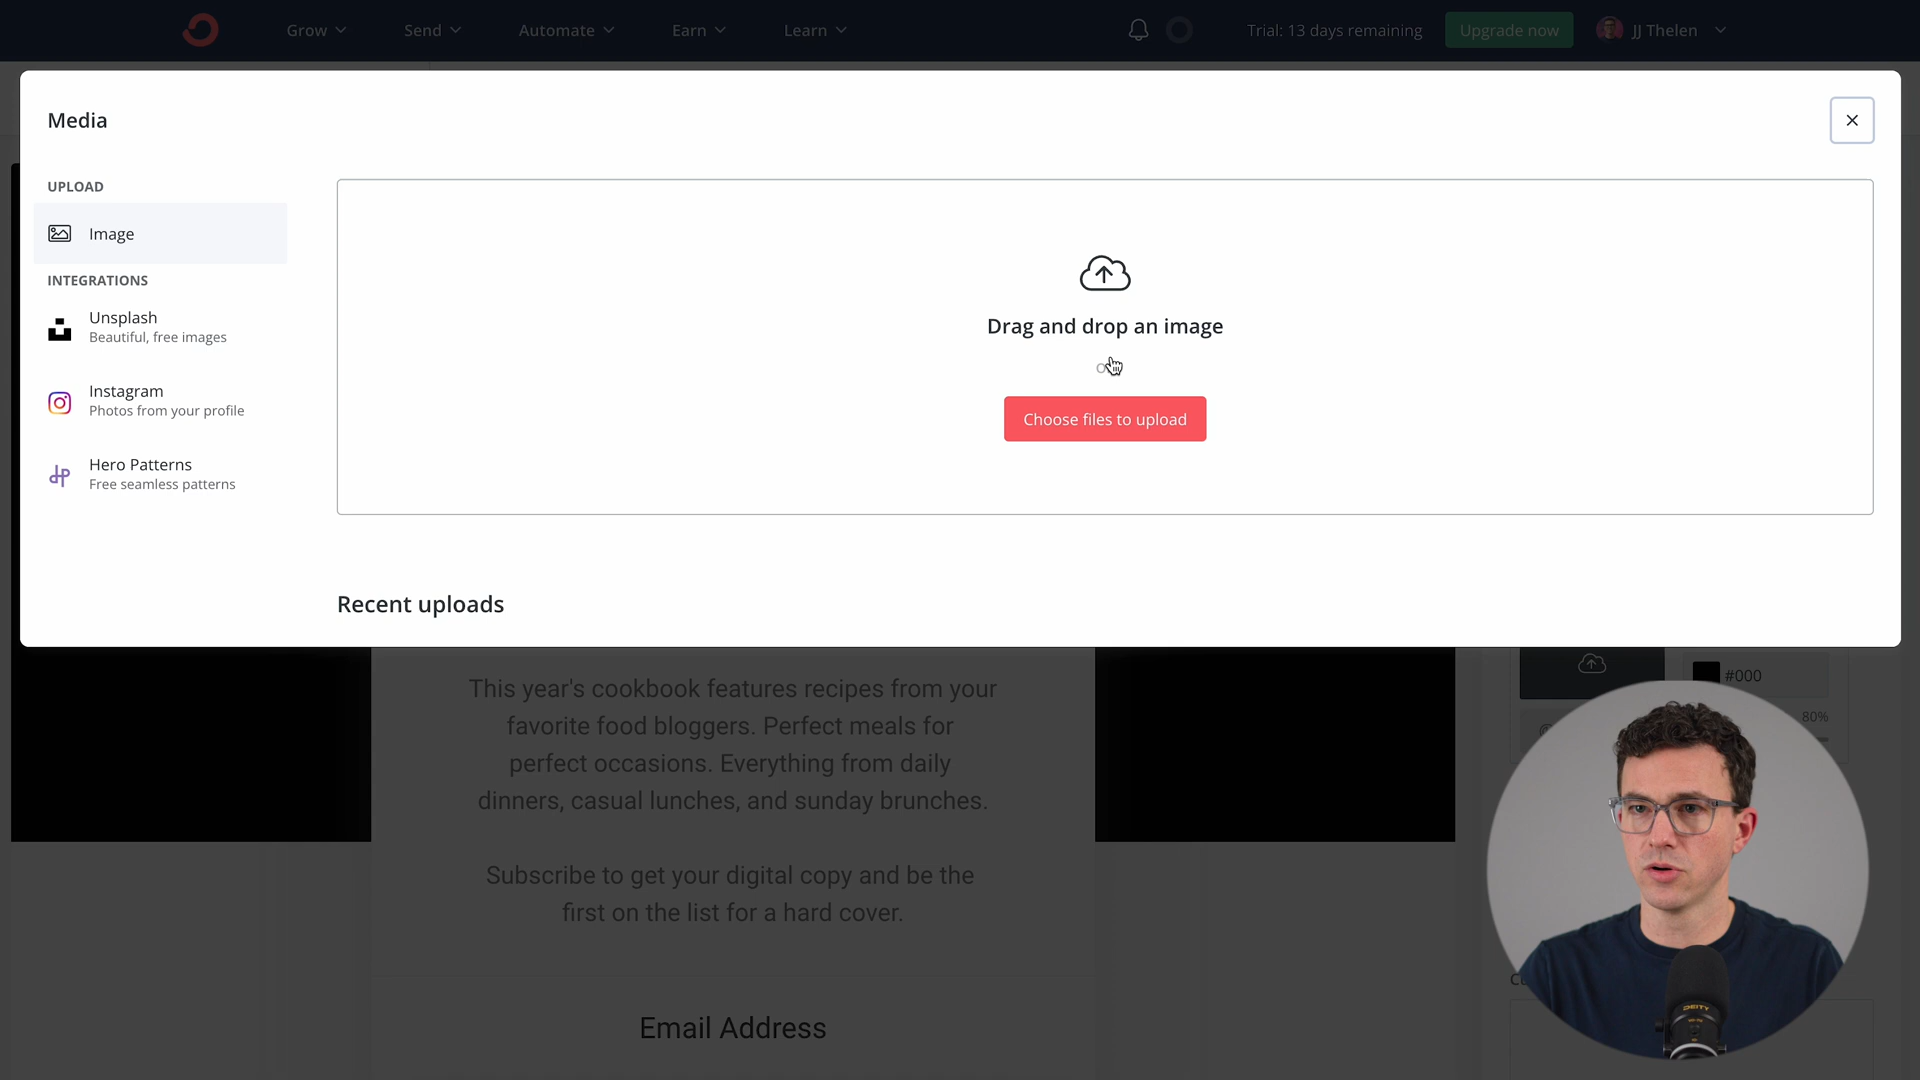 Grow
Send
Automate
Earn
Learn
Trial: 13 days remaining
Upgrade now
JJ Thelen
Media
UPLOAD
Image
INTEGRATIONS
Unsplash
Beautiful, free images
Instagram
Photos from your profile
Hero Patterns
Free seamless patterns
Drag and drop an image
Choose files to upload
Recent uploads
#000
80%
This year's cookbook features recipes from your
favorite food bloggers. Perfect meals for
perfect occasions. Everything from daily
dinners, casual lunches, and sunday brunches.
Subscribe to get your digital copy and be the
first on the list for a hard cover.
Email Address
DEITY